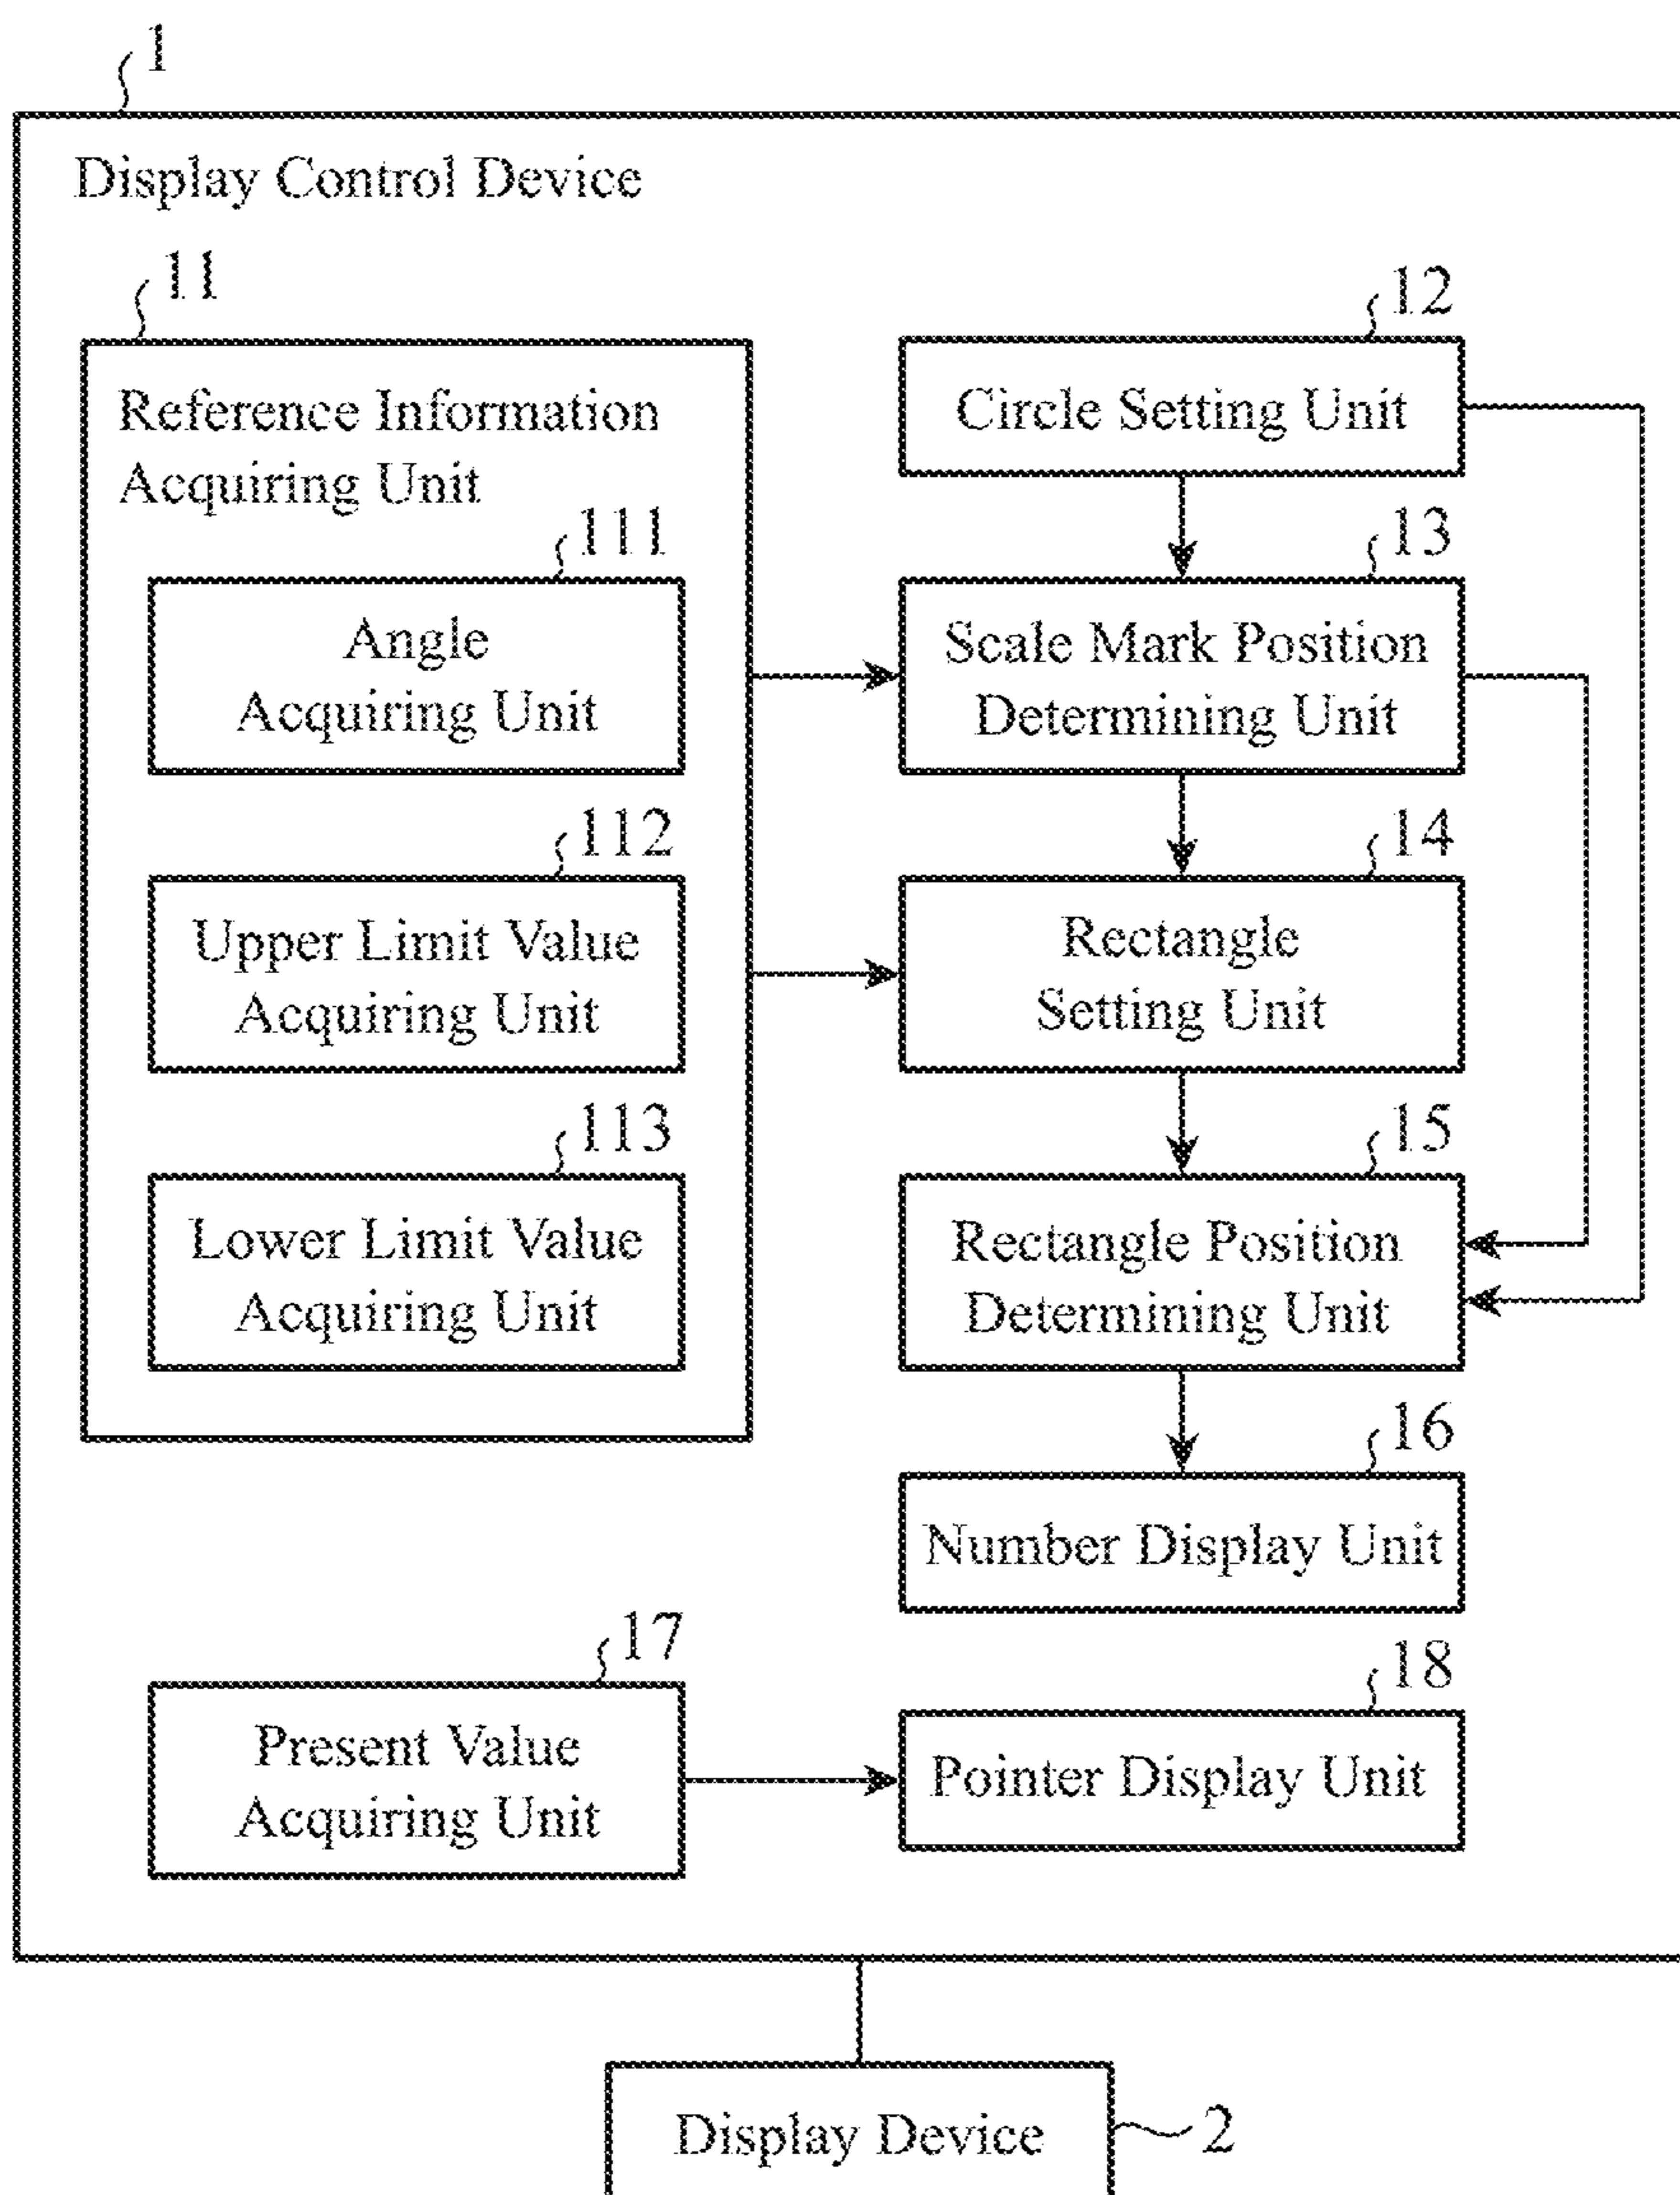 1
Display Control Device
11
Reference Information
Acquiring Unit
111
Angle
Acquiring Unit
112
Upper Limit Value
Acquiring Unit
113
Lower Limit Value
Acquiring Unit
12
Circle Setting Unit
13
Scale Mark Position
Determining Unit
14
Rectangle
Setting Unit
15
Rectangle Position
Determining Unit
16
Number Display Unit
17
Present Value
Acquiring Unit
18
Pointer Display Unit
Display Device
2